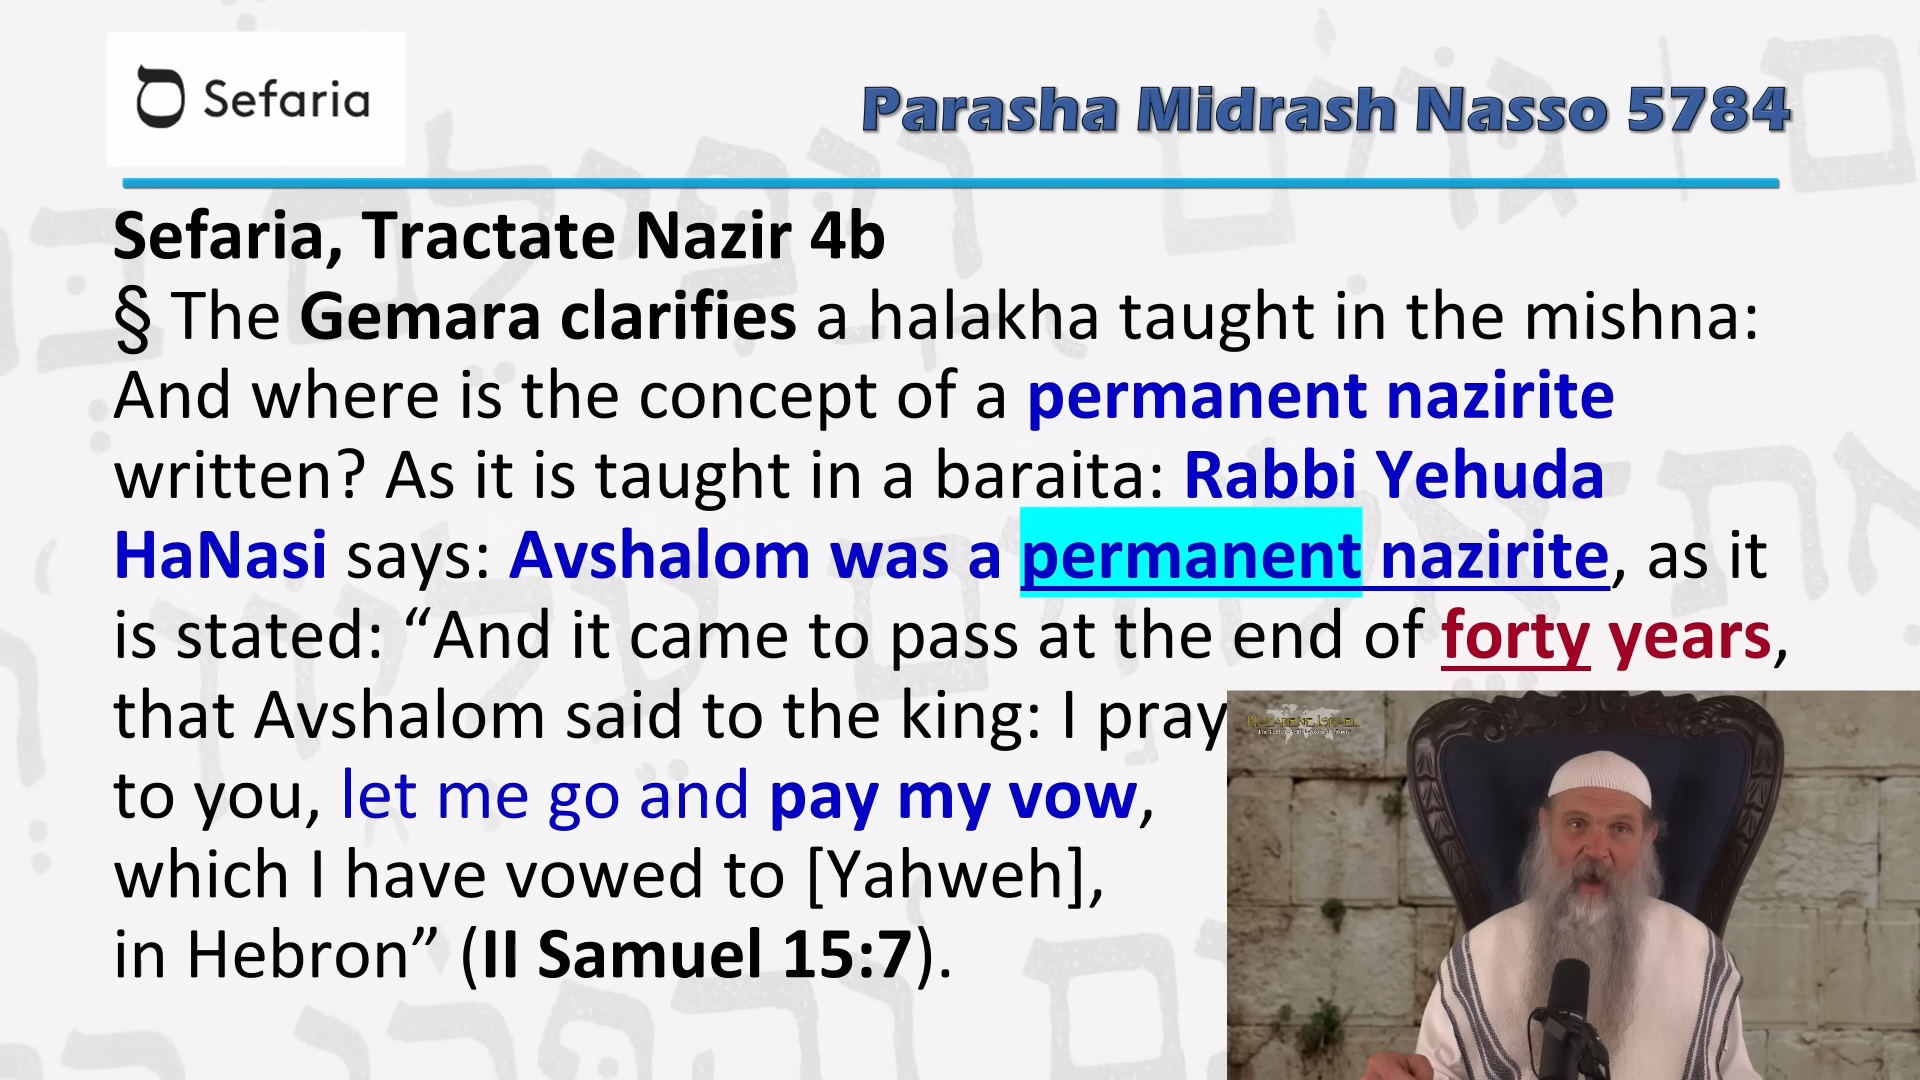 Sefaria
Parasha Midrash Nasso 5784
Sefaria, Tractate Nazir 4b
§ The Gemara clarifies a halakha taught in the mishna:
And where is the concept of a permanent nazirite
written? As it is taught in a baraita: Rabbi Yehuda
HaNasi says: Avshalom was a permanent nazirite, as it
is stated: “And it came to pass at the end of forty years,
that Avshalom said to the king: I pray
to you, let me go and pay my vow,
which I have vowed to [Yahweh],
in Hebron” (II Samuel 15:7).
NAZARENE ISRAEL